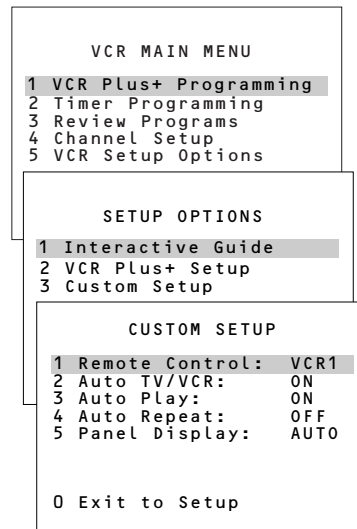 VCR MAIN MENU
1 VCR Plus+ Programming
2 Timer Programming
3 Review Programs
4 Channel Setup
5 VCR Setup Options
SETUP OPTIONS
1 Interactive Guide
2 VCR Plus+ Setup
3 Custom Setup
CUSTOM SETUP
1 Remote Control: VCR1
2 Auto TV/VCR: ON
3 Auto Play: ON
4 Auto Repeat: OFF
5 Panel Display: AUTO
0 Exit to Setup